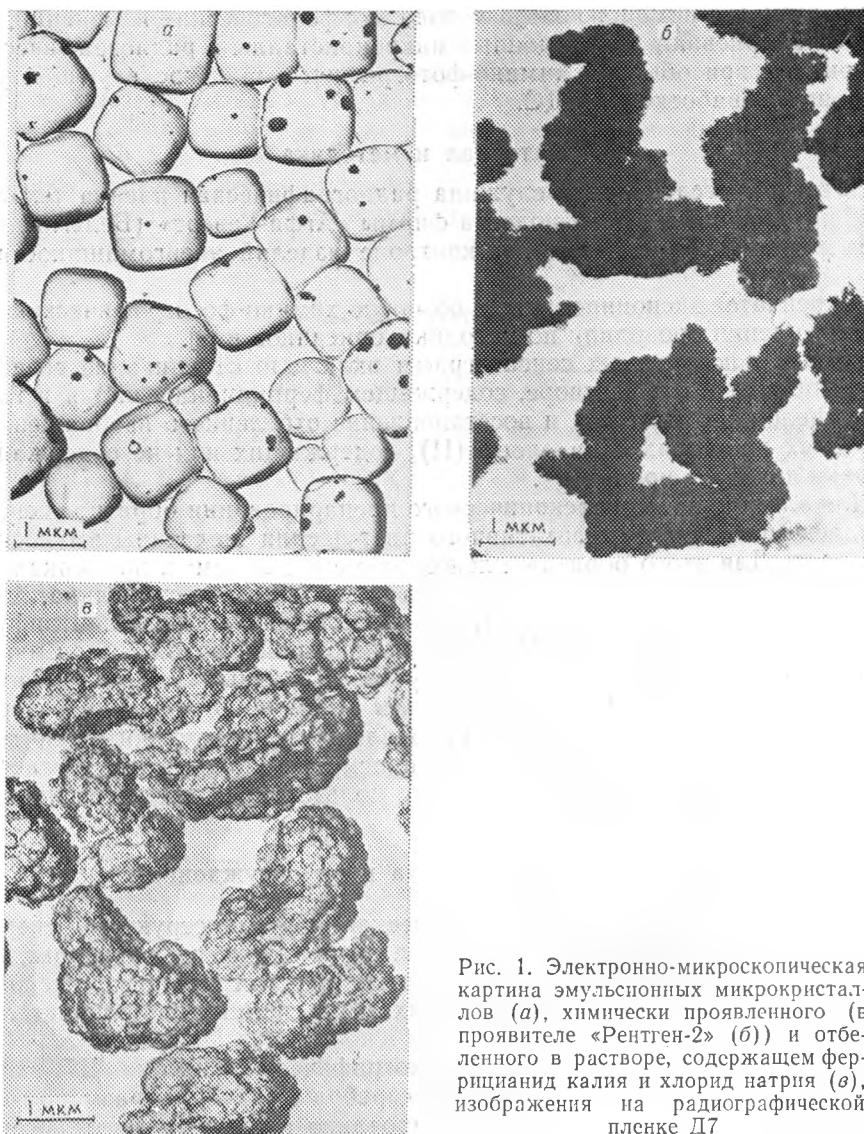 а
б
1 мкм
1 мкм
в
1 мкм
Рис. 1. Электронно-микроскопическая
картина эмульсионных микрокристал-
лов (а), химически проявленного (в
проявителе «Рентген-2» (б)) и отбе-
ленного в растворе, содержащем фер-
рицианид калия и хлорид натрия (в),
изображения на радиографической
пленке Д7